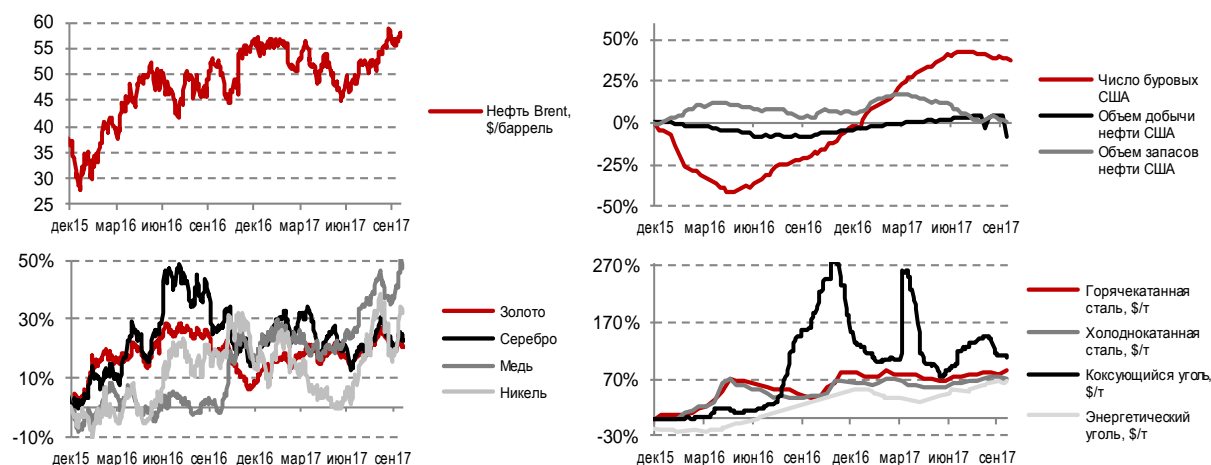 60
55
50
45
40
35
30
25
дек15 мар16 июн16 сен16 дек16 мар17 июн17 сен17
Нефть Brent,
$/баррель
50%
25%
0%
-25%
-50%
дек15 мар16 июн16 сен16 дек16 мар17 июн17 сен17
Число буровых
США
Объем добычи
нефти США
Объем запасов
нефти США
50%
30%
10%
-10%
дек15 мар16 июн16 сен16 дек16 мар17 июн17 сен17
Золото
Серебро
Медь
Никель
270%
170%
70%
-30%
дек15 мар16 июн16 сен16 дек16 мар17 июн17 сен17
Горячекатанная
сталь, $/т
Холоднокатанная
сталь, $/т
Коксующийся уголь,
$/т
Энергетический
уголь, $/т